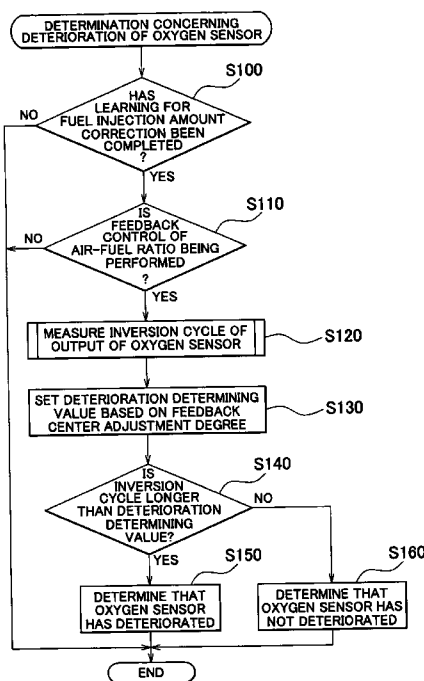 DETERMINATION CONCERNING
DETERIORATION OF OXYGEN SENSOR
S100
HAS
LEARNING FOR
FUEL INJECTION AMOUNT
CORRECTION BEEN
COMPLETED
?
NO
YES
S110
IS
FEEDBACK
CONTROL OF
AIR-FUEL RATIO BEING
PERFORMED
?
NO
YES
MEASURE INVERSION CYCLE OF
OUTPUT OF OXYGEN SENSOR
S120
SET DETERIORATION DETERMINING
VALUE BASED ON FEEDBACK
CENTER ADJUSTMENT DEGREE
S130
S140
IS
INVERSION
CYCLE LONGER
THAN DETERIORATION
DETERMINING
VALUE?
NO
YES
S150
DETERMINE THAT
OXYGEN SENSOR
HAS DETERIORATED
S160
DETERMINE THAT
OXYGEN SENSOR HAS
NOT DETERIORATED
END